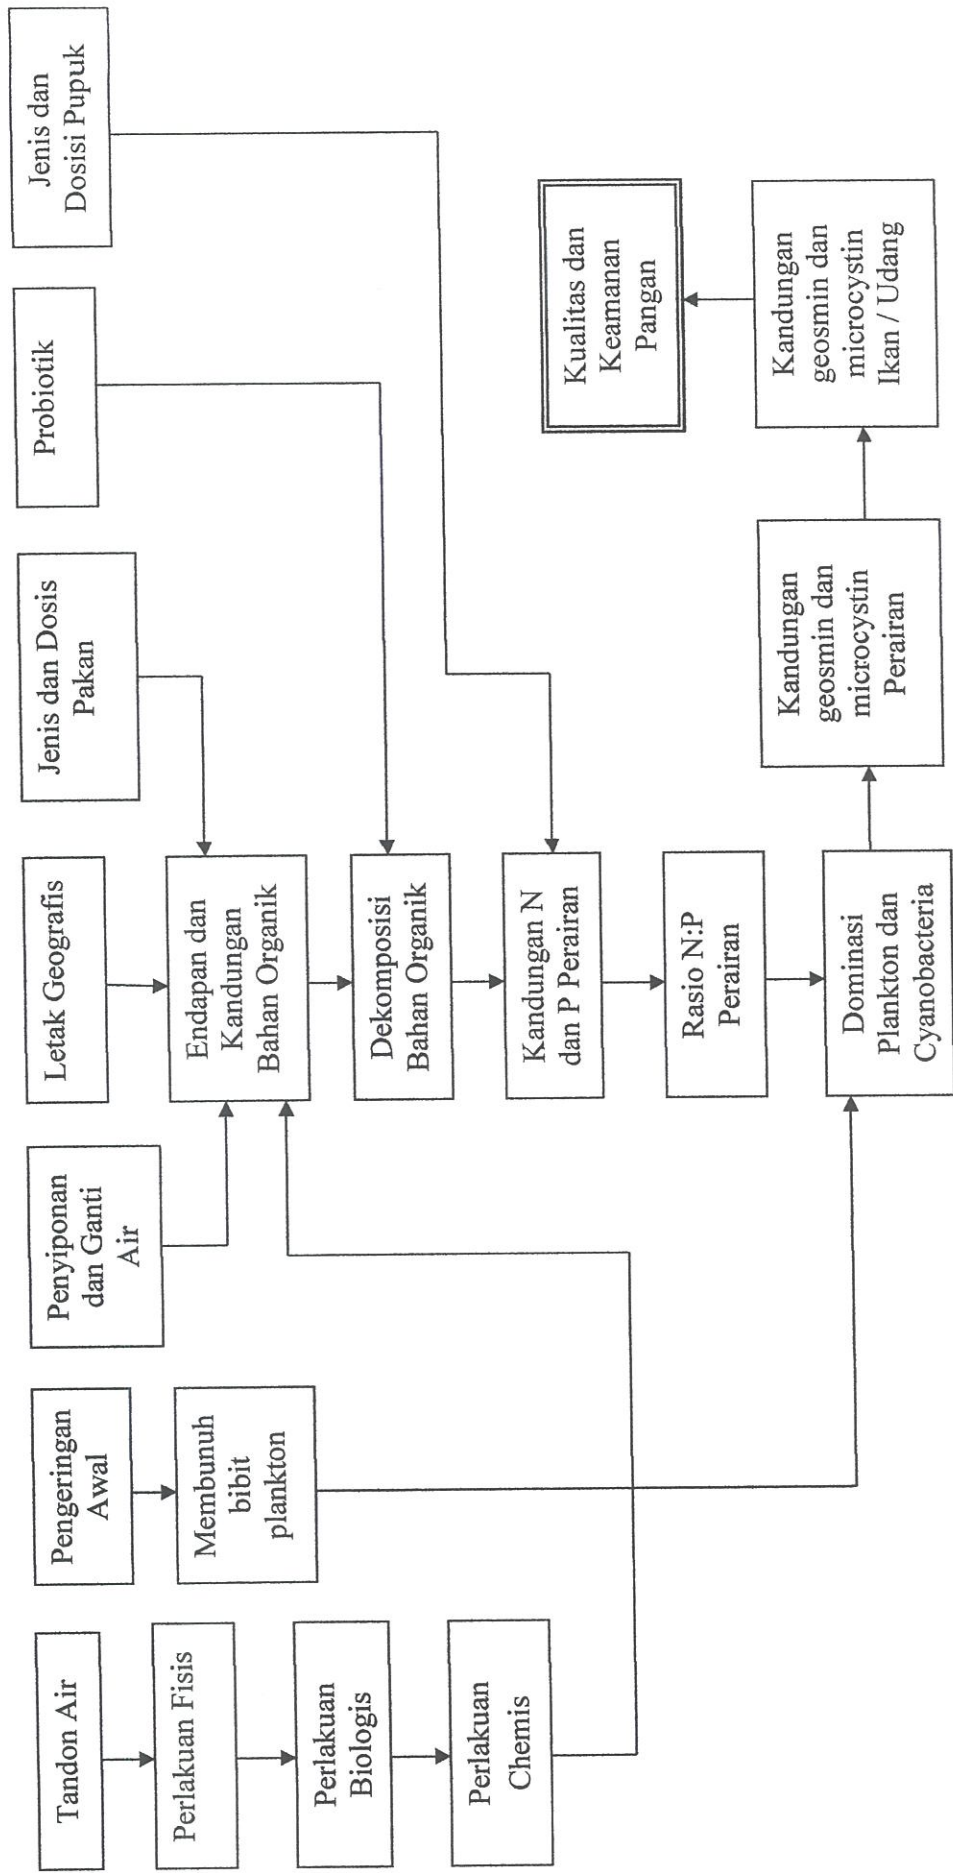 Tandon Air
Perlakuan Fisis
Perlakuan
Biologis
Perlakuan
Chemis
Pengeringan
Awal
Membunuh
bibit
plankton
Penyiponan
dan Ganti
Air
Letak Geografis
Endapan dan
Kandungan
Bahan Organik
Dekomposisi
Bahan Organik
Kandungan N
dan P Perairan
Rasio N:P
Perairan
Dominasi
Plankton dan
Cyanobacteria
Jenis dan Dosis
Pakan
Probiotik
Jenis dan
Dosisi Pupuk
Kandungan
geosmin dan
microcystin
Perairan
Kandungan
geosmin dan
microcystin
Ikan / Udang
Kualitas dan
Keamanan
Pangan